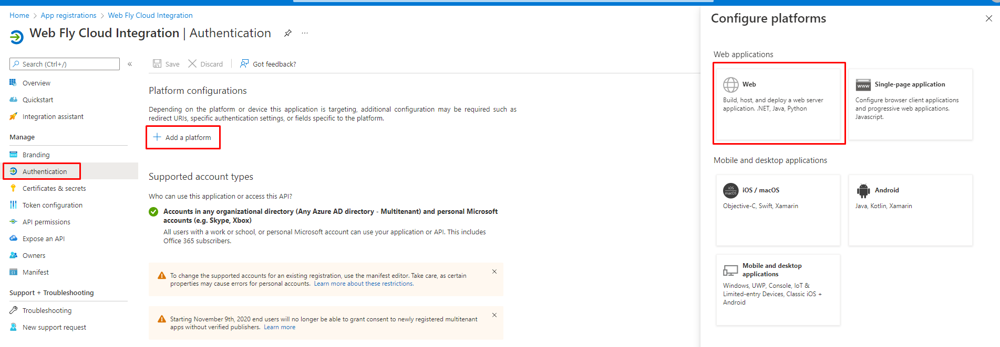 Home > App registrations > Web Fly Cloud Integration
Web Fly Cloud Integration | Authentication
...
Search (Ctrl+/)
«
Overview
Quickstart
Integration assistant
Manage
Branding
Authentication
Certificates & secrets
Token configuration
API permissions
Expose an API
Owners
Manifest
Support + Troubleshooting
Troubleshooting
New support request
Save
Discard
Got feedback?
Platform configurations
Depending on the platform or device this application is targeting, additional configuration may be required such as
redirect URIs, specific authentication settings, or fields specific to the platform.
+ Add a platform
Supported account types
Who can use this application or access this API?
Accounts in any organizational directory (Any Azure AD directory - Multitenant) and personal Microsoft
accounts (e.g. Skype, Xbox)
All users with a work or school, or personal Microsoft account can use your application or API. This includes
Office 365 subscribers.
To change the supported accounts for an existing registration, use the manifest editor. Take care, as certain
properties may cause errors for personal accounts. Learn more about these restrictions.
Starting November 9th, 2020 end users will no longer be able to grant consent to newly registered multitenant
apps without verified publishers. Learn more
Configure platforms
Web applications
Web
Build, host, and deploy a web server
application. .NET, Java, Python
www
Single-page application
Configure browser client applications
and progressive web applications.
Javascript.
Mobile and desktop applications
iOS
macOS
iOS / macOS
Objective-C, Swift, Xamarin
Android
Java, Kotlin, Xamarin
Mobile and desktop
applications
Windows, UWP, Console, IoT &
Limited-entry Devices, Classic iOS +
Android